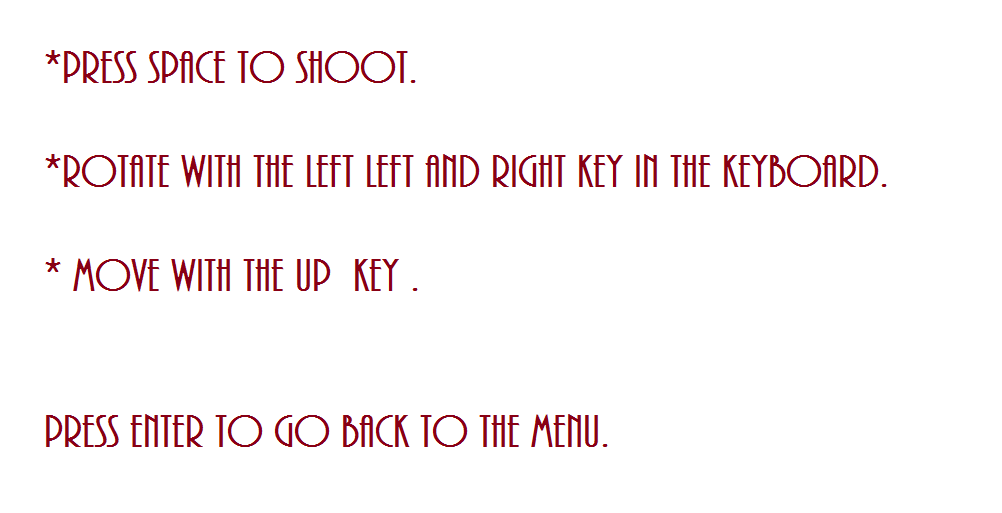 *PRESS SPACE TO SHOOT.
*ROTATE WITH THE LEFT LEFT AND RIGHT KEY IN THE KEYBOARD.
* MOVE WITH THE UP  KEY .
PRESS ENTER TO GO BACK TO THE MENU.